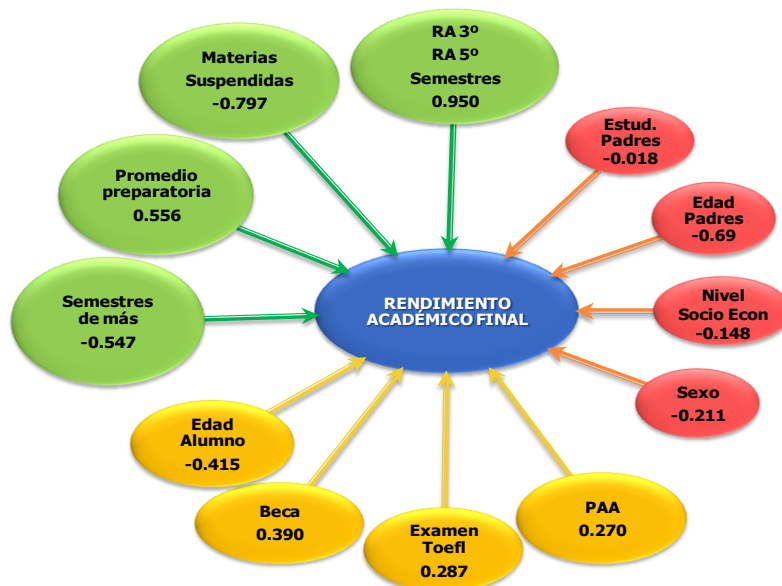 RA 3º
RA 5º
Semestres
0.950
Materias
Suspendidas
-0.797
Promedio
preparatoria
0.556
Semestres
de más
-0.547
Estud.
Padres
-0.018
Edad
Padres
-0.69
Nivel
Socio Econ
-0.148
Sexo
-0.211
RENDIMIENTO
ACADÉMICO FINAL
Edad
Alumno
-0.415
Beca
0.390
Examen
Toefl
0.287
PAA
0.270